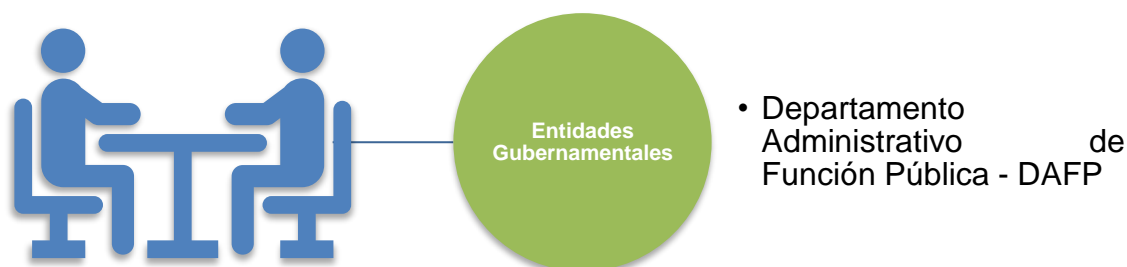 Entidades
Gubernamentales
• Departamento
Administrativo de
Función Pública - DAFP